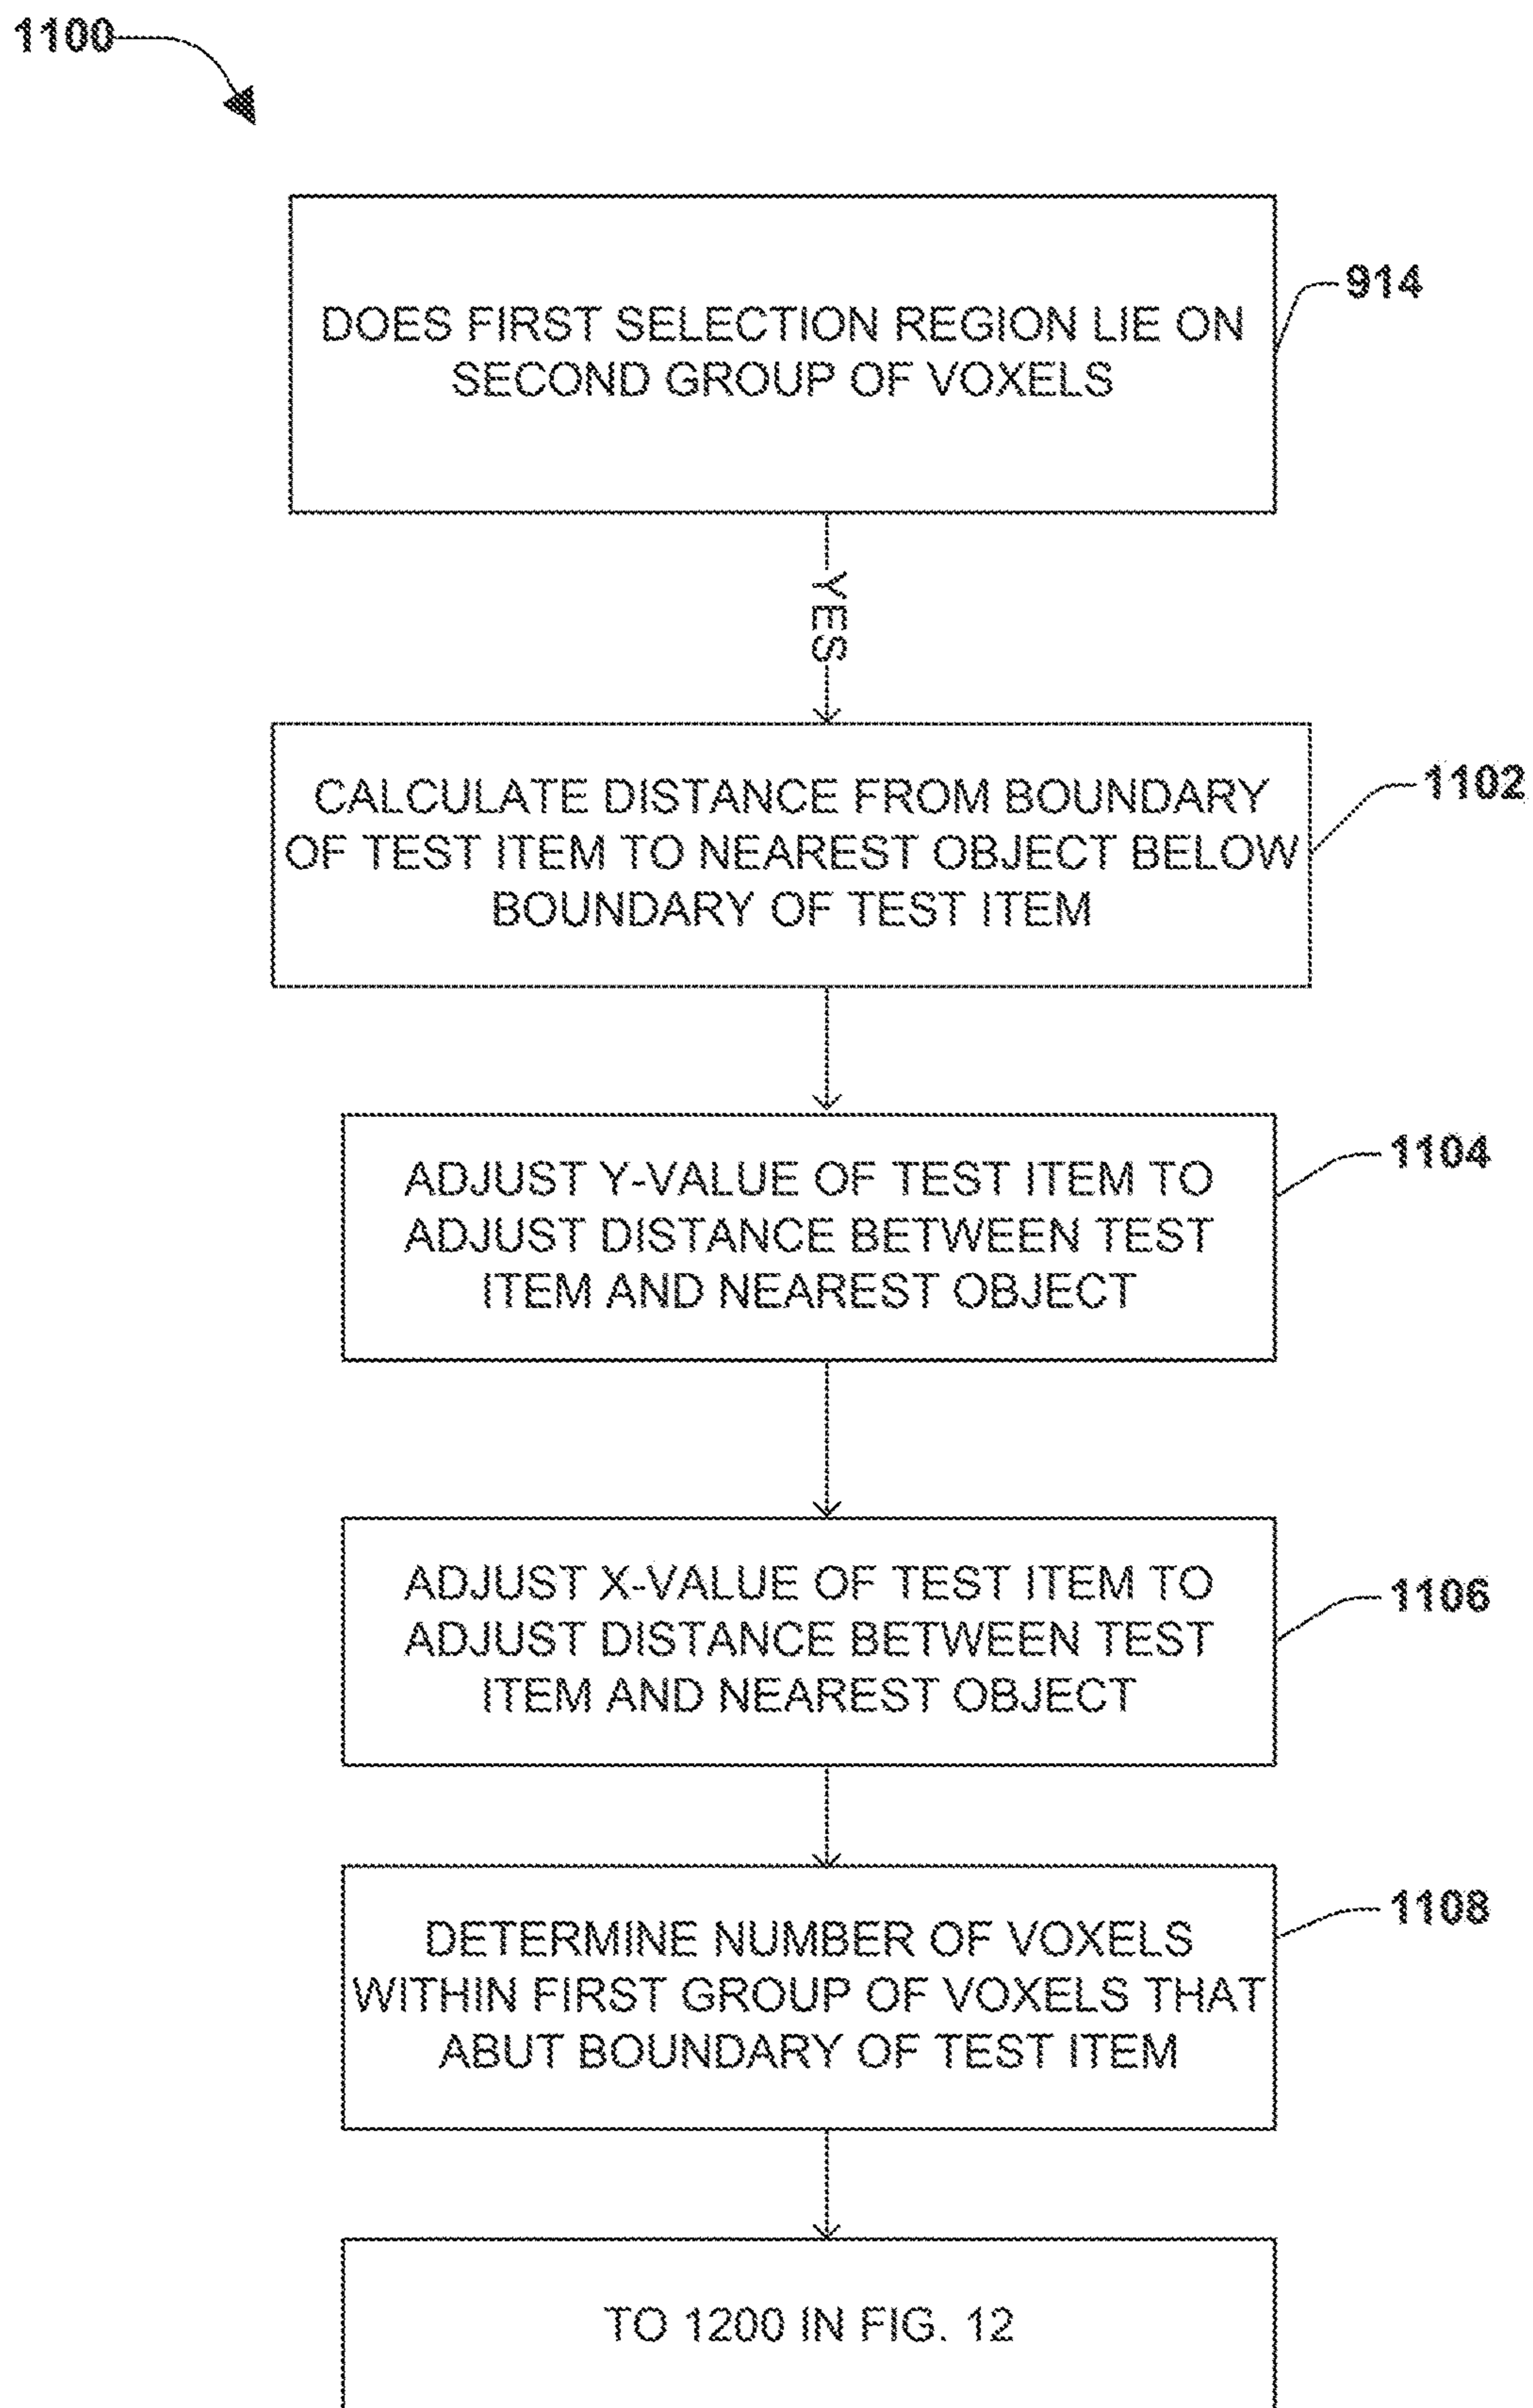 1100
DOES FIRST SELECTION REGION LIE ON
SECOND GROUP OF VOXELS
914
YES
CALCULATE DISTANCE FROM BOUNDARY
OF TEST ITEM TO NEAREST OBJECT BELOW
BOUNDARY OF TEST ITEM
1102
ADJUST Y-VALUE OF TEST ITEM TO
ADJUST DISTANCE BETWEEN TEST
ITEM AND NEAREST OBJECT
1104
ADJUST X-VALUE OF TEST ITEM TO
ADJUST DISTANCE BETWEEN TEST
ITEM AND NEAREST OBJECT
1106
DETERMINE NUMBER OF VOXELS
WITHIN FIRST GROUP OF VOXELS THAT
ABUT BOUNDARY OF TEST ITEM
1108
TO 1200 IN FIG. 12